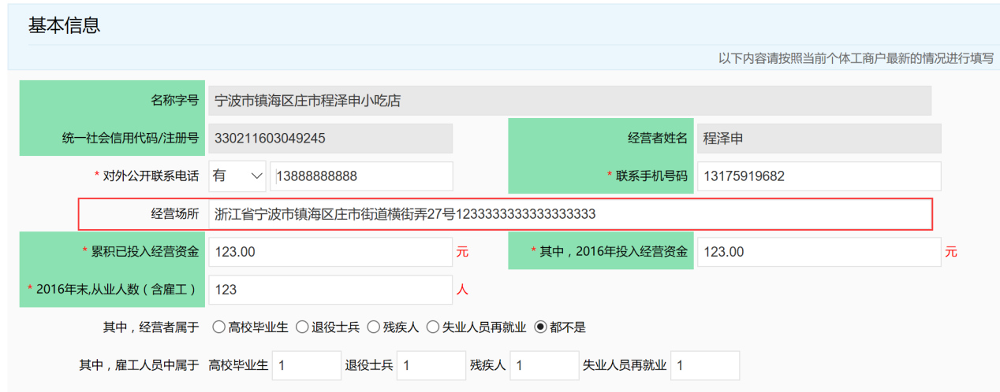 基本信息
以下内容请按照当前个体工商户最新的情况进行填写
名称字号 宁波市镇海区庄市程泽申小吃店
统一社会信用代码/注册号 330211603049245 经营者姓名 程泽申
* 对外公开联系电话 有 13888888888 * 联系手机号码 13175919682
经营场所 浙江省宁波市镇海区庄市街道横街弄27号1233333333333333333
* 累积已投入经营资金 123.00 元 * 其中，2016年投入经营资金 123.00 元
* 2016年末,从业人数（含雇工） 123 人
其中，经营者属于 高校毕业生 退役士兵 残疾人 失业人员再就业 都不是
其中，雇工人员中属于 高校毕业生 1 退役士兵 1 残疾人 1 失业人员再就业 1